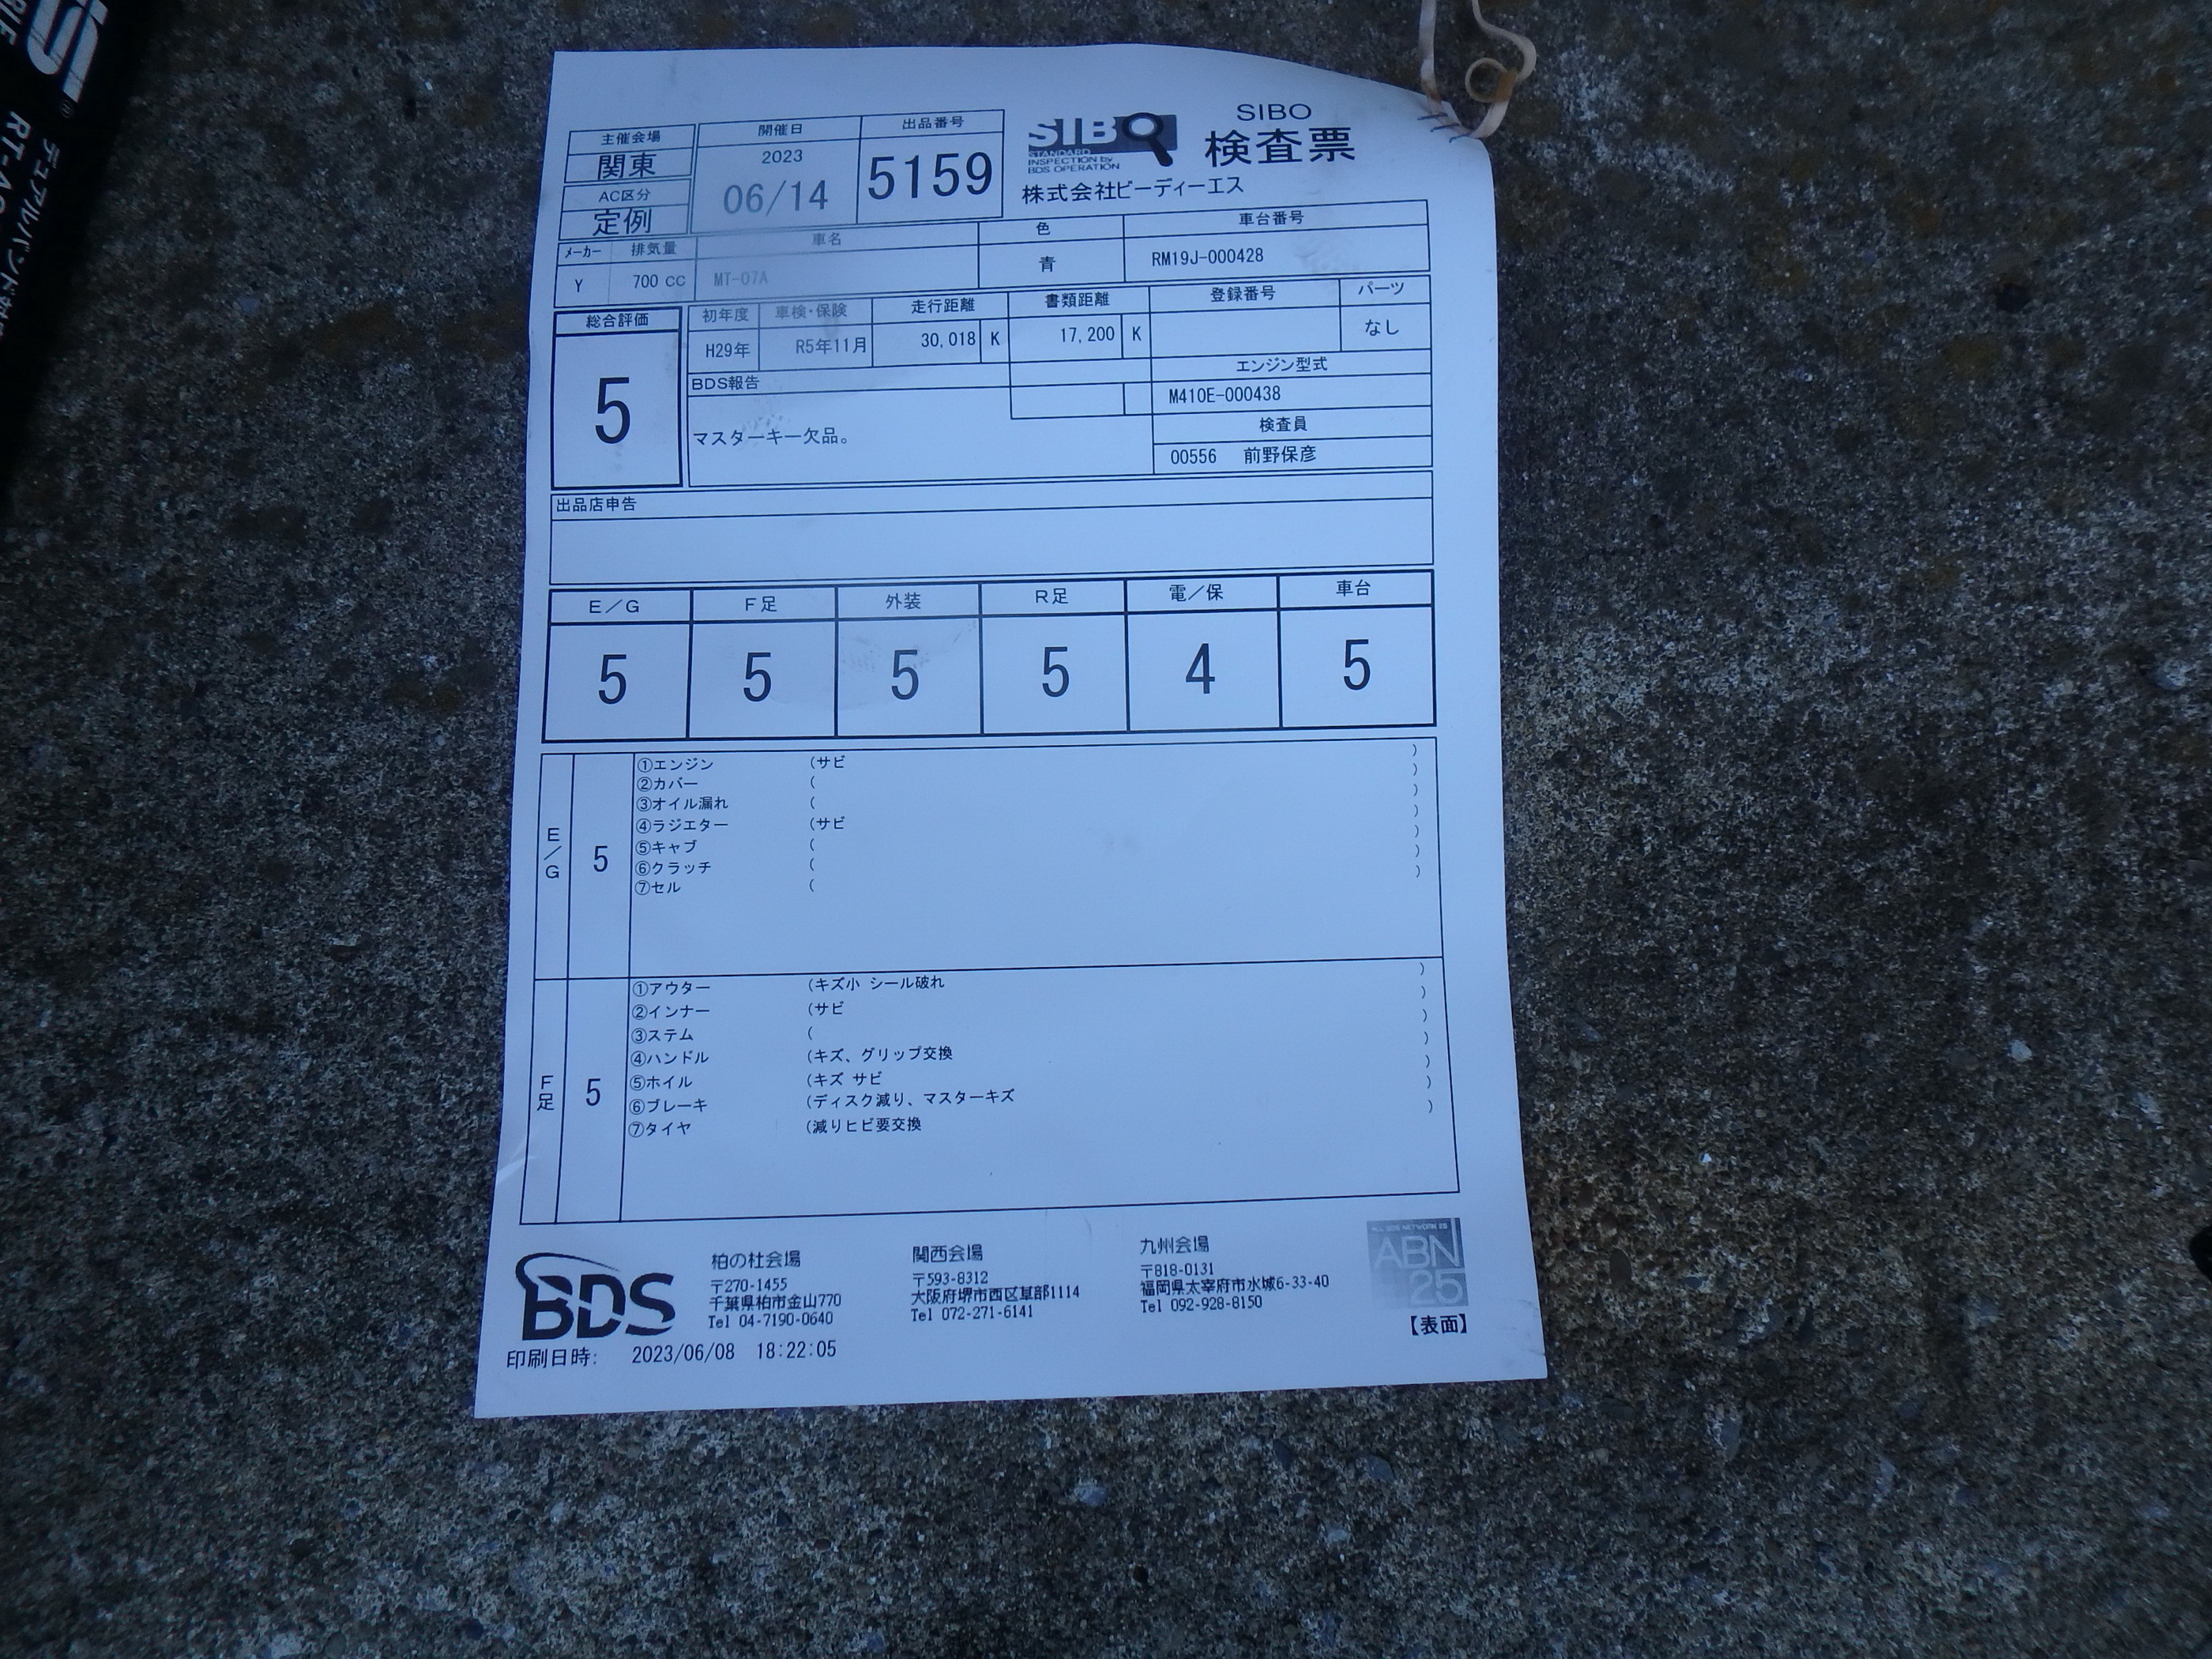 RT-
デュアルバンド対
主催会場
関東
AC区分
定例
開催日
2023
06/14
出品番号
5159
SIBO
STANDARD
INSPECTION by
BDS OPERATION
SIBO
検査票
株式会社ビーディーエス
メーカー 排気量 車名 色 車台番号
Y 700 CC MT-07A 青 RM19J-000428
総合評価
5
初年度 車検・保険 走行距離 書類距離 登録番号 パーツ
H29年 R5年11月 30,018 K 17,200 K なし
BDS報告
マスターキー欠品。
エンジン型式
M410E-000438
検査員
00556 前野保彦
出品店申告
E/G F足 外装 R足 電/保 車台
5 5 5 5 4 5
E/G
5
①エンジン (サビ )
②カバー ( )
③オイル漏れ ( )
④ラジエター (サビ )
⑤キャブ ( )
⑥クラッチ ( )
⑦セル ( )
F足
5
①アウター (キズ小 シール破れ )
②インナー (サビ )
③ステム ( )
④ハンドル (キズ、グリップ交換 )
⑤ホイル (キズ サビ )
⑥ブレーキ (ディスク減り、マスターキズ )
⑦タイヤ (減りヒビ要交換 )
BDS
柏の杜会場
〒270-1455
千葉県柏市金山770
Tel 04-7190-0640
関西会場
〒593-8312
大阪府堺市西区草部1114
Tel 072-271-6141
九州会場
〒818-0131
福岡県太宰府市水城6-33-40
Tel 092-928-8150
ALL BDS NETWORK 25
ABN
25
【表面】
印刷日時: 2023/06/08 18:22:05